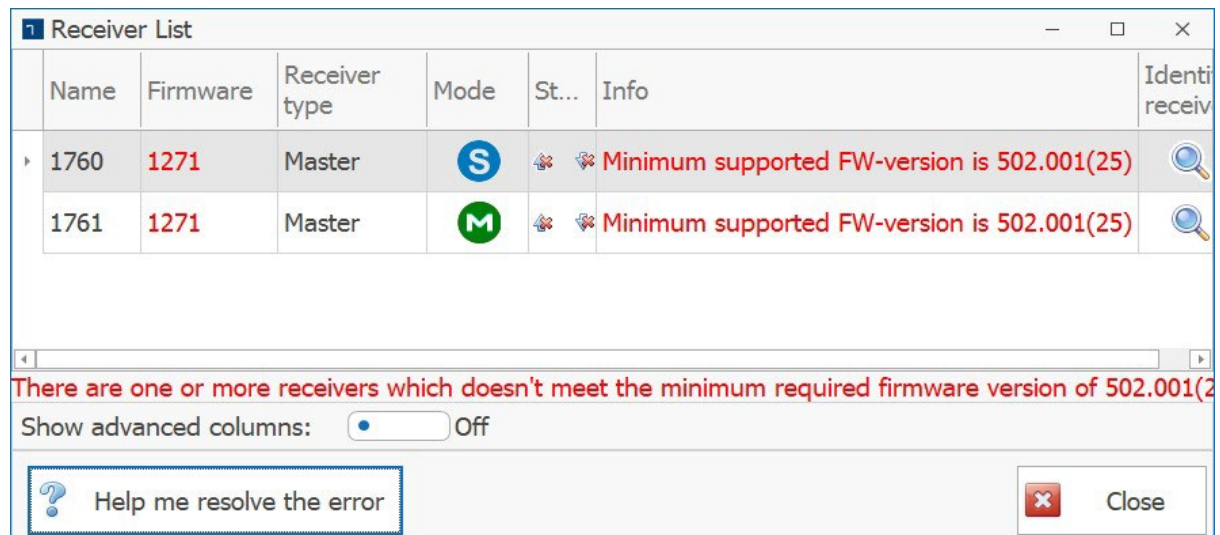 Receiver List
Name Firmware Receiver type Mode St... Info Identi receiv
1760 1271 Master S Minimum supported FW-version is 502.001(25)
1761 1271 Master M Minimum supported FW-version is 502.001(25)
There are one or more receivers which doesn't meet the minimum required firmware version of 502.001(2
Show advanced columns: Off
Help me resolve the error Close